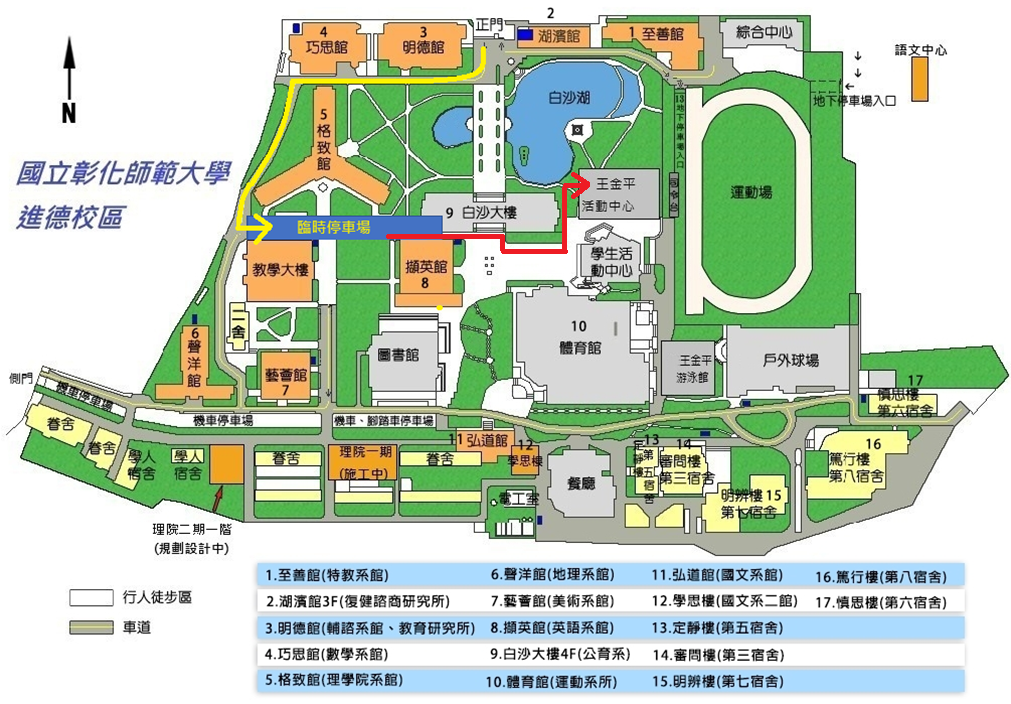 正門
2
4
巧思館
3
明德館
湖濱館
1 至善館
綜合中心
語文中心
地下停車場入口
白沙湖
13地下停車場入口
N
5
格
致
館
國立彰化師範大學
進德校區
王金平
活動中心
司令台
運動場
9 白沙大樓
臨時停車場
教學大樓
擷英館
8
學生活
動中心
二
舍
10
體育館
6
聲
洋
館
圖書館
藝薈館
7
王金平
游泳館
戶外球場
側門
機車停車場
機車停車場
機車、腳踏車停車場
17
慎思樓
第六宿舍
眷舍
眷舍
學人
宿舍
學人
宿舍
眷舍
理院一期
(施工中)
眷舍
11 弘道館
12
學思樓
餐廳
電工室
13
定靜樓
第五宿舍
14
審問樓
第三宿舍
明辨樓 15
第七宿舍
16
篤行樓
第八宿舍
理院二期一階
(規劃設計中)
行人徒步區
車道
1.至善館(特教系館)
2.湖濱館3F(復健諮商研究所)
3.明德館(輔諮系館、教育研究所)
4.巧思館(數學系館)
5.格致館(理學院系館)
6.聲洋館(地理系館)
7.藝薈館(美術系館)
8.擷英館(英語系館)
9.白沙大樓4F(公育系)
10.體育館(運動系所)
11.弘道館(國文系館)
12.學思樓(國文系二館)
13.定靜樓(第五宿舍)
14.審問樓(第三宿舍)
15.明辨樓(第七宿舍)
16.篤行樓(第八宿舍)
17.慎思樓(第六宿舍)